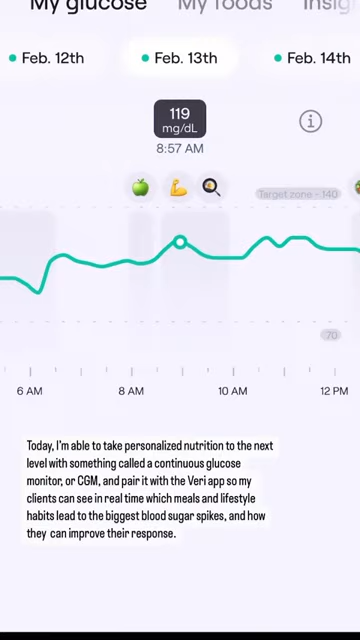 My glucose My foods Insig
Feb. 12th Feb. 13th Feb. 14th
119
mg/dL
8:57 AM
Target zone - 140
70
6 AM 8 AM 10 AM 12 PM
Today, I'm able to take personalized nutrition to the next
level with something called a continuous glucose
monitor, or CGM, and pair it with the Veri app so my
clients can see in real time which meals and lifestyle
habits lead to the biggest blood sugar spikes, and how
they can improve their response.